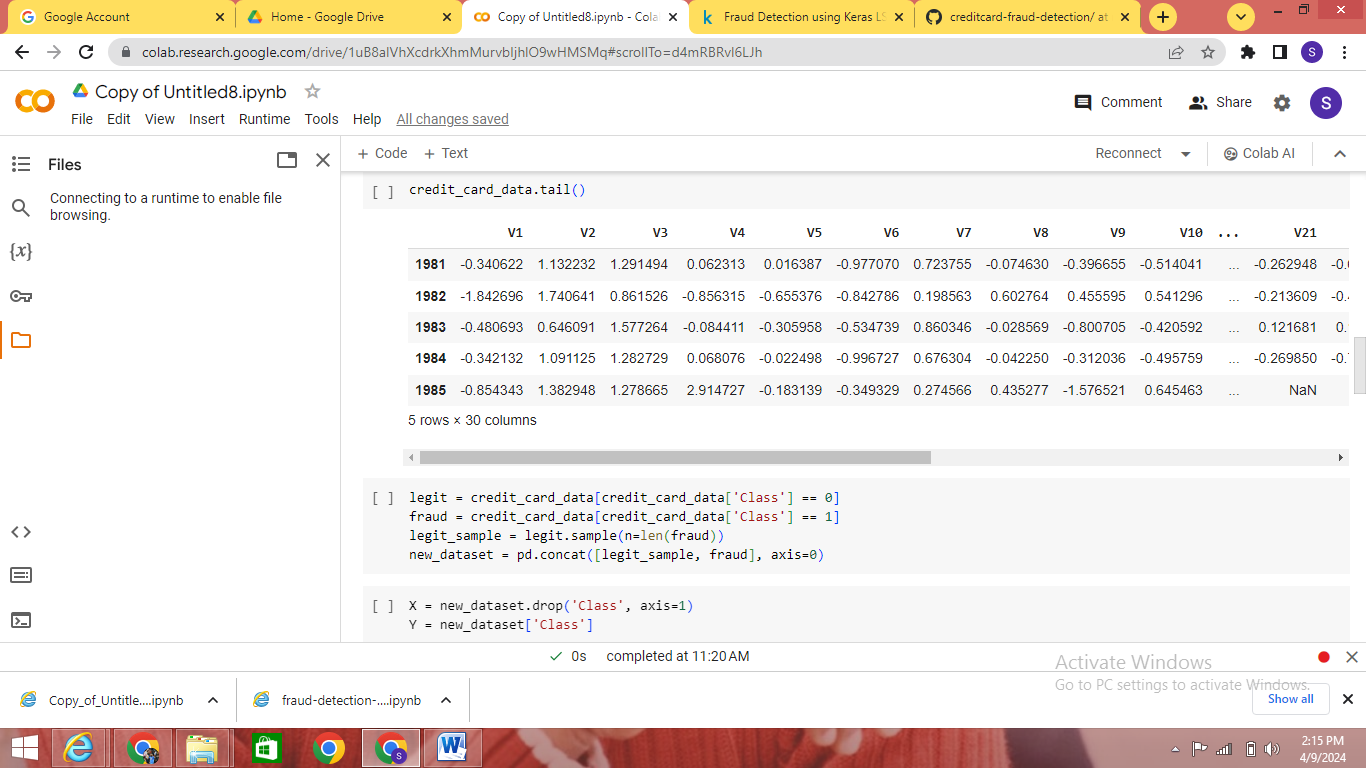 Google Account
Home - Google Drive
Copy of Untitled8.ipynb - Cola
Fraud Detection using Keras LS
creditcard-fraud-detection/ at
colab.research.google.com/drive/1uB8alVhXcdrkXhmMurvbIjhIO9wHMSMq#scrollTo=d4mRBRvI6LJh
S
CO Copy of Untitled8.ipynb
File Edit View Insert Runtime Tools Help All changes saved
Comment Share S
Files
Connecting to a runtime to enable file
browsing.
{x}
+ Code + Text Reconnect Colab AI
[ ] credit_card_data.tail()
V1 V2 V3 V4 V5 V6 V7 V8 V9 V10 ... V21
1981 -0.340622 1.132232 1.291494 0.062313 0.016387 -0.977070 0.723755 -0.074630 -0.396655 -0.514041 ... -0.262948 -0.
1982 -1.842696 1.740641 0.861526 -0.856315 -0.655376 -0.842786 0.198563 0.602764 0.455595 0.541296 ... -0.213609 -0.
1983 -0.480693 0.646091 1.577264 -0.084411 -0.305958 -0.534739 0.860346 -0.028569 -0.800705 -0.420592 ... 0.121681 0.
1984 -0.342132 1.091125 1.282729 0.068076 -0.022498 -0.996727 0.676304 -0.042250 -0.312036 -0.495759 ... -0.269850 -0.
1985 -0.854343 1.382948 1.278665 2.914727 -0.183139 -0.349329 0.274566 0.435277 -1.576521 0.645463 ... NaN
5 rows × 30 columns
[ ] legit = credit_card_data[credit_card_data['Class'] == 0]
fraud = credit_card_data[credit_card_data['Class'] == 1]
legit_sample = legit.sample(n=len(fraud))
new_dataset = pd.concat([legit_sample, fraud], axis=0)
[ ] X = new_dataset.drop('Class', axis=1)
Y = new_dataset['Class']
0s completed at 11:20 AM
Activate Windows
Go to PC settings to activate Windows.
Copy_of_Untitle....ipynb
fraud-detection-....ipynb
Show all
2:15 PM
4/9/2024